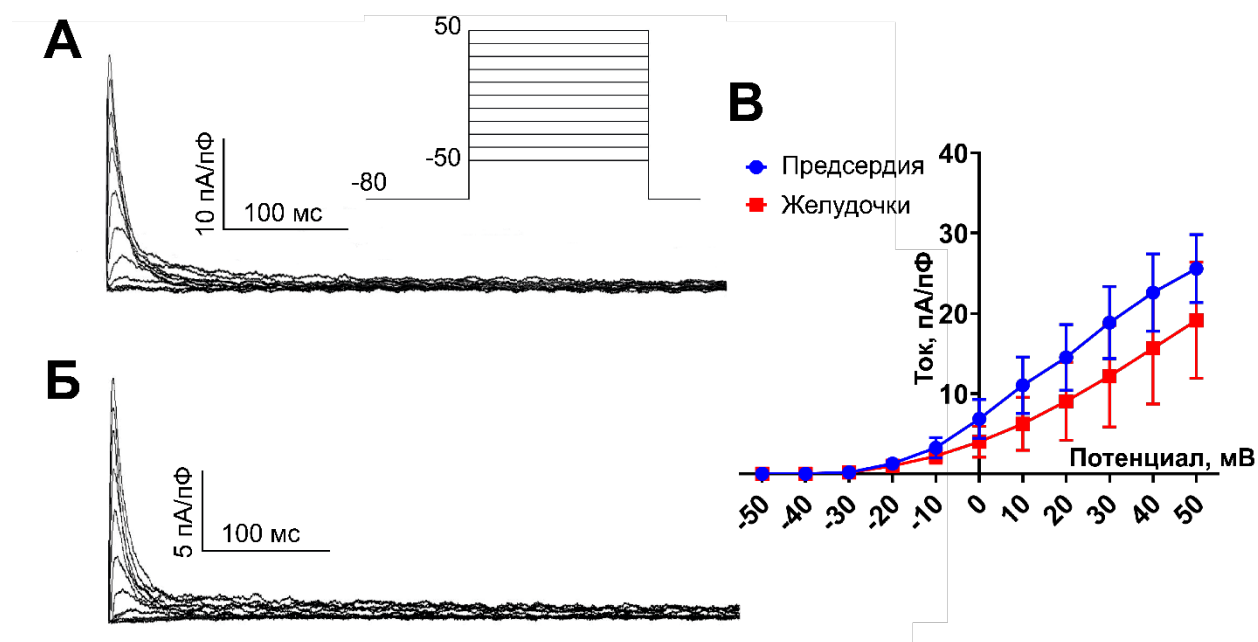 А
50
-50
-80
10 пА/пФ
100 мс
Б
5 пА/пФ
100 мс
В
Предсердия
Желудочки
Ток, пА/пФ
40
30
20
10
Потенциал, мВ
-50 -40 -30 -20 -10 0 10 20 30 40 50